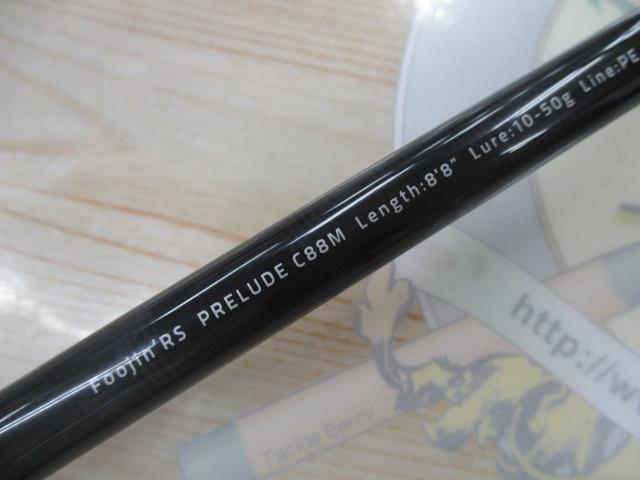 Foojin'RS PRELUDE C88M Length:8'8" Lure:10-50g Line:PE
http://w
Tackle Berry